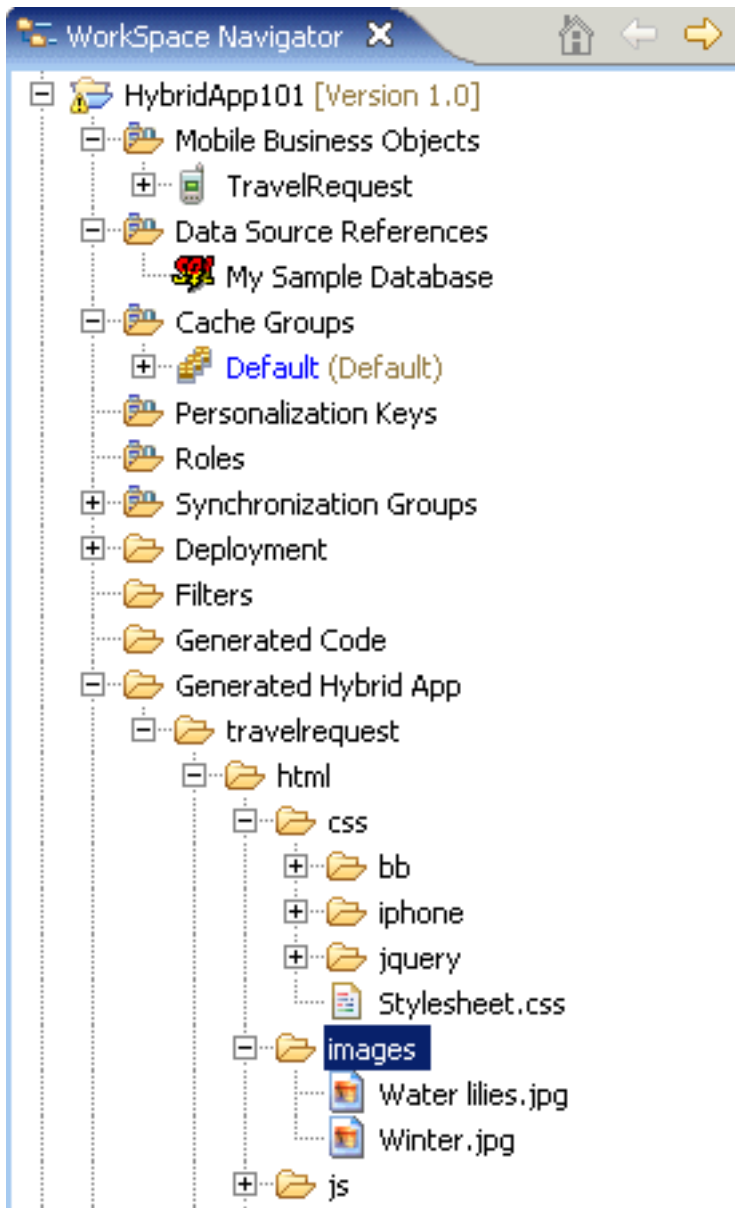 WorkSpace Navigator
HybridApp101 [Version 1.0]
Mobile Business Objects
TravelRequest
Data Source References
My Sample Database
Cache Groups
Default (Default)
Personalization Keys
Roles
Synchronization Groups
Deployment
Filters
Generated Code
Generated Hybrid App
travelrequest
html
css
bb
iphone
jquery
Stylesheet.css
images
Water lilies.jpg
Winter.jpg
js